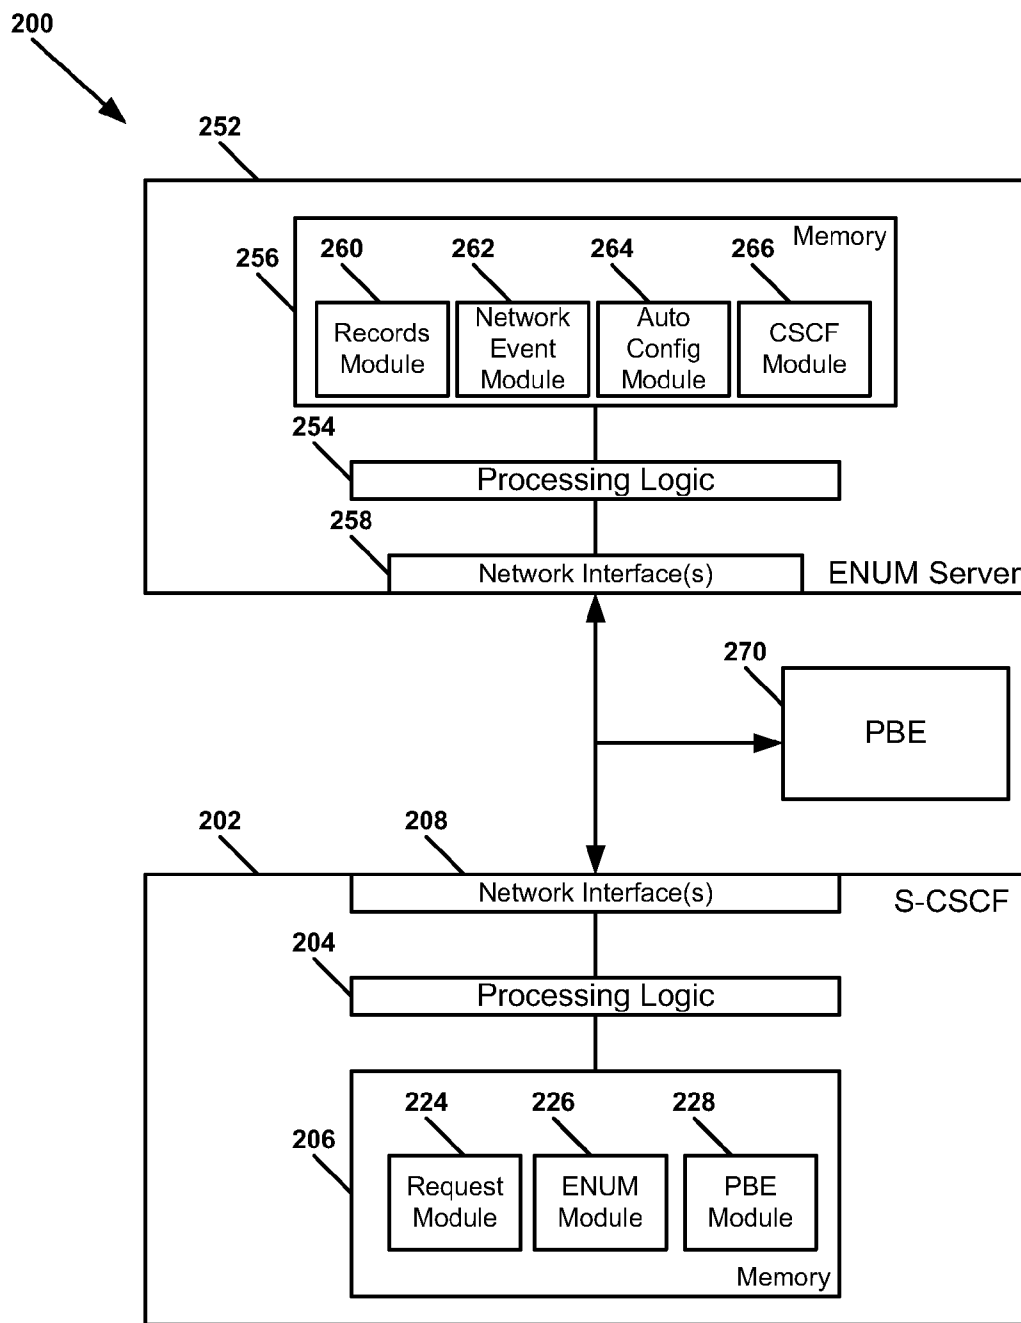 200
252
Memory
256
260
262
264
266
Records
Module
Network
Event
Module
Auto
Config
Module
CSCF
Module
254
Processing Logic
258
Network Interface(s)
ENUM Server
270
PBE
202
208
Network Interface(s)
S-CSCF
204
Processing Logic
206
224
226
228
Request
Module
ENUM
Module
PBE
Module
Memory